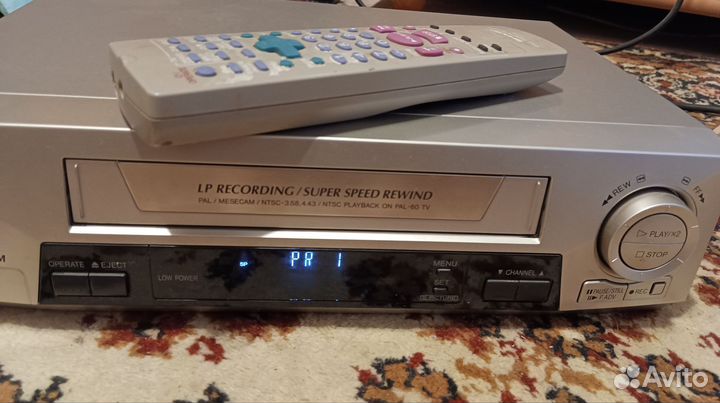 LP RECORDING / SUPER SPEED REWIND
PAL / MESECAM / NTSC-3.58, 4.43 / NTSC PLAYBACK ON PAL-60 TV
REW
FF
PLAY/X2
STOP
OPERATE
EJECT
LOW POWER
SP
PR 1
MENU
SET
CHANNEL
PAUSE/STILL
P.ADV
REC
M
Avito